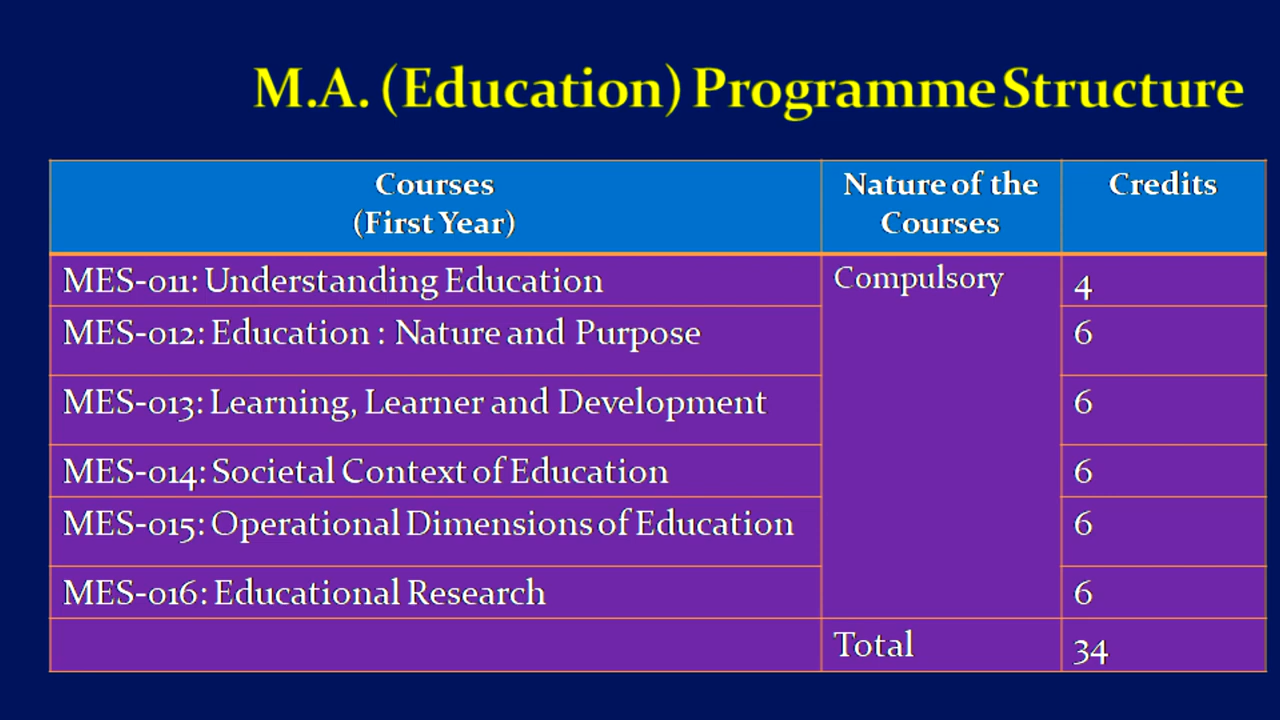 M.A. (Education) Programme Structure
Courses
(First Year)
Nature of the
Courses
Credits
MES-011: Understanding Education
Compulsory
4
MES-012: Education : Nature and Purpose
6
MES-013: Learning, Learner and Development
6
MES-014: Societal Context of Education
6
MES-015: Operational Dimensions of Education
6
MES-016: Educational Research
6
Total
34